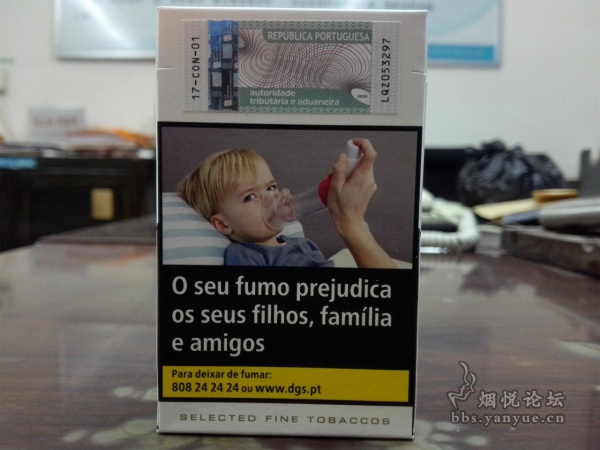 17-CON-01
REPÚBLICA PORTUGUESA
LQZ053297
autoridade
tributária e aduaneira
O seu fumo prejudica
os seus filhos, família
e amigos
Para deixar de fumar:
808 24 24 24 ou www.dgs.pt
SELECTED FINE TOBACCOS
烟悦论坛
bbs.yanyue.cn